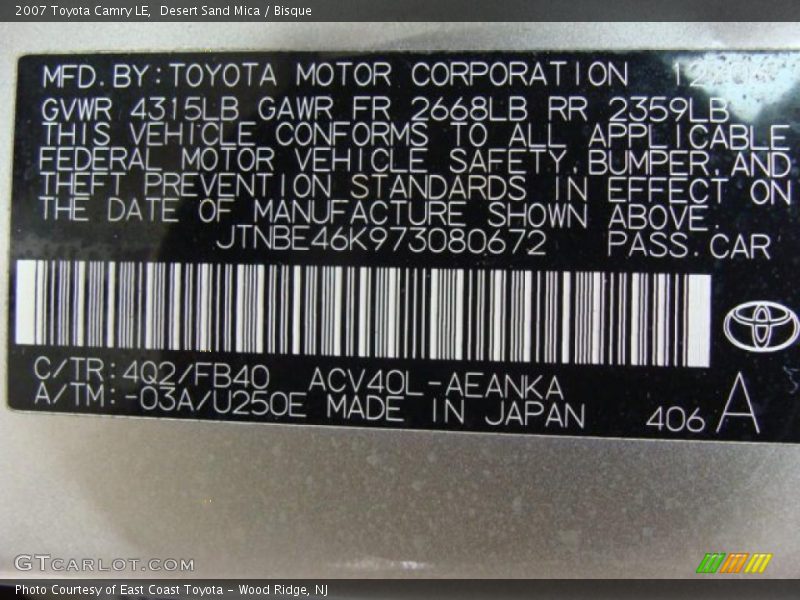 2007 Toyota Camry LE, Desert Sand Mica / Bisque
MFD.BY:TOYOTA MOTOR CORPORATION
GVWR 4315LB GAWR FR 2668LB RR 2359LB
THIS VEHICLE CONFORMS TO ALL APPLICABLE
FEDERAL MOTOR VEHICLE SAFETY,BUMPER,AND
THEFT PREVENTION STANDARDS IN EFFECT ON
THE DATE OF MANUFACTURE SHOWN ABOVE.
JTNBE46K973080672 PASS.CAR
C/TR:4Q2/FB40 ACV40L-AEANKA
A/TM:-03A/U250E MADE IN JAPAN 406 A
GTCARLOT.COM
Photo Courtesy of East Coast Toyota - Wood Ridge, NJ